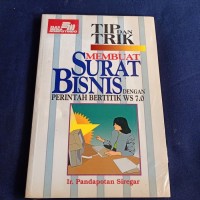 TIP DAN
TRIK
MEMBUAT
SURAT
BISNIS DENGAN
PERINTAH BERTITIK WS 7.0
Ir. Pandapotan Siregar